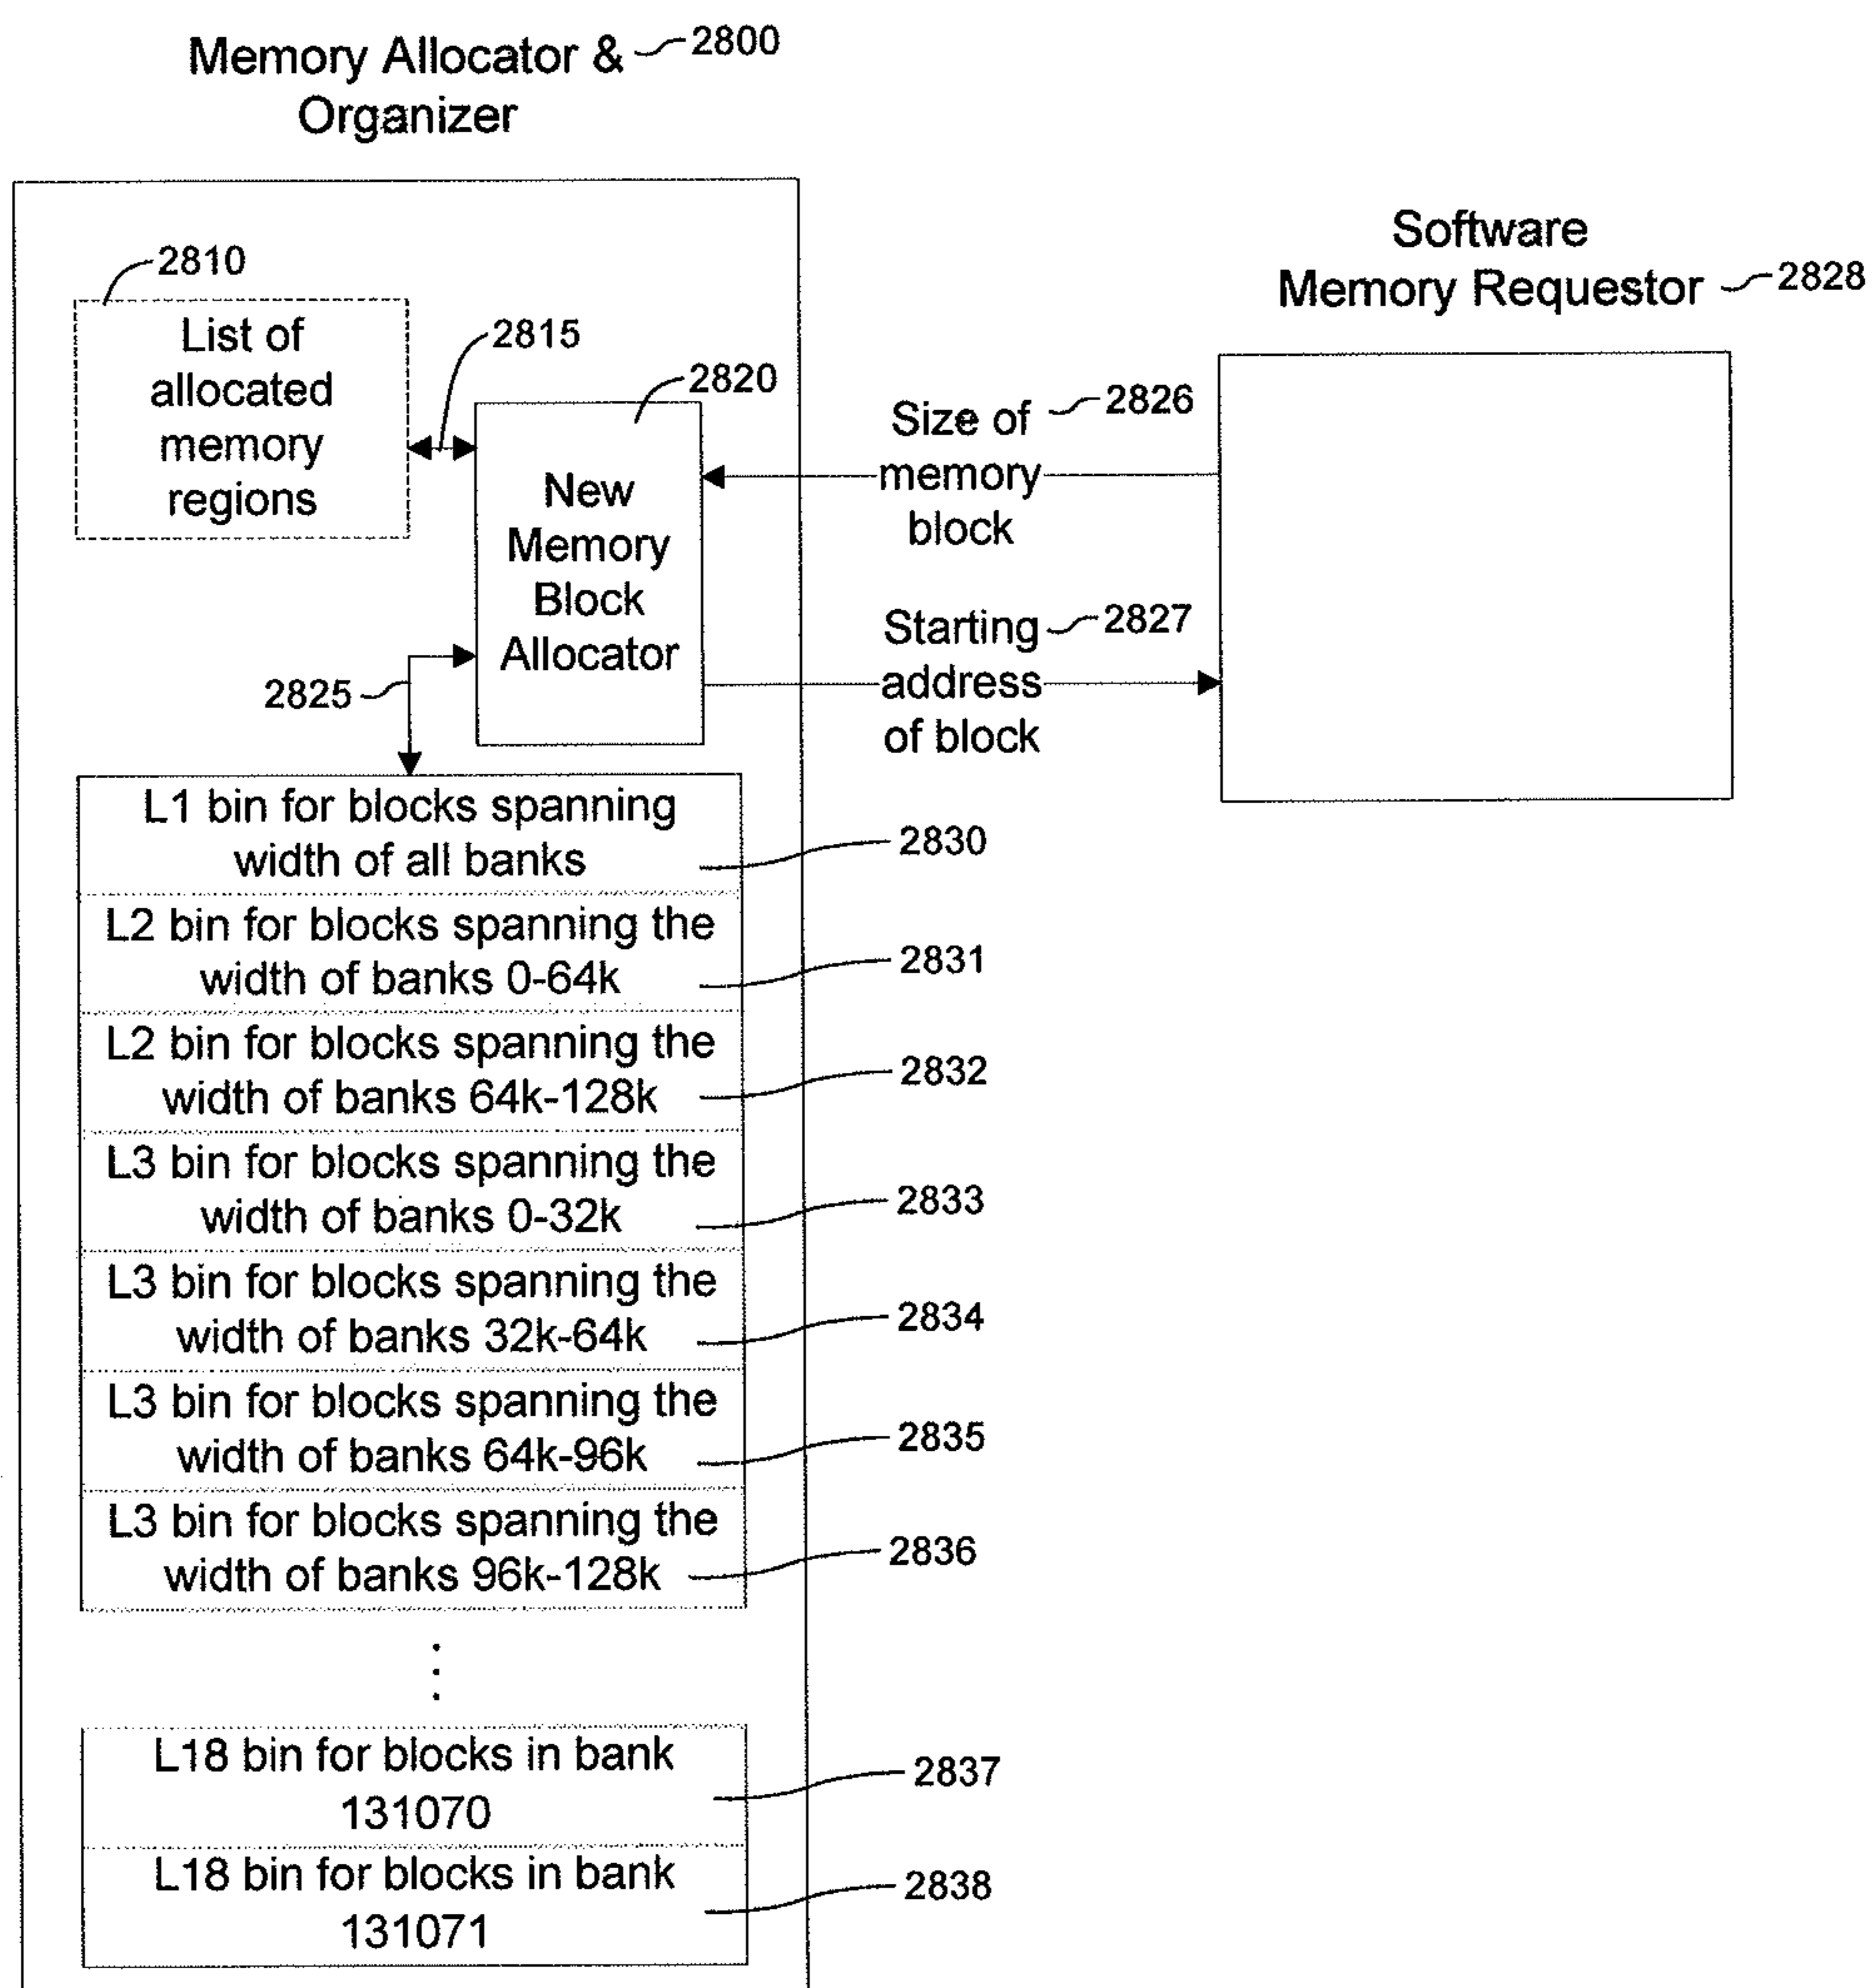 Memory Allocator & 2800
Organizer
2810
List of
allocated
memory
regions
2815
2820
New
Memory
Block
Allocator
2825
Size of 2826
memory
block
Starting 2827
address
of block
Software
Memory Requestor 2828
L1 bin for blocks spanning
width of all banks
2830
L2 bin for blocks spanning the
width of banks 0-64k
2831
L2 bin for blocks spanning the
width of banks 64k-128k
2832
L3 bin for blocks spanning the
width of banks 0-32k
2833
L3 bin for blocks spanning the
width of banks 32k-64k
2834
L3 bin for blocks spanning the
width of banks 64k-96k
2835
L3 bin for blocks spanning the
width of banks 96k-128k
2836
L18 bin for blocks in bank
131070
2837
L18 bin for blocks in bank
131071
2838